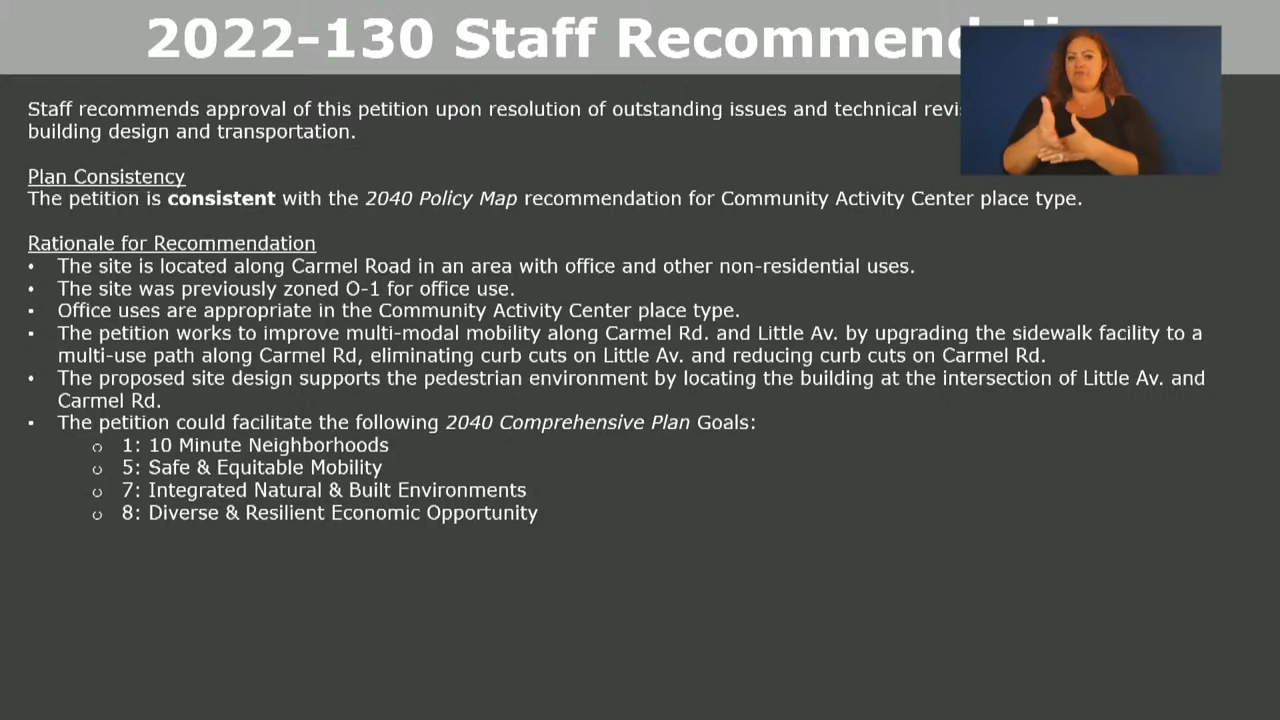 2022-130 Staff
Staff recommends approval of this petition upon resolution of outstanding issues and technical
building design and transportation.
Plan Consistency
The petition is consistent with the 2040 Policy Map recommendation for Community Activity Center place type.
Rationale for Recommendation
• The site is located along Carmel Road in an area with office and other non-residential uses.
• The site was previously zoned O-1 for office use.
• Office uses are appropriate in the Community Activity Center place type.
• The petition works to improve multi-modal mobility along Carmel Rd. and Little Av. by upgrading the sidewalk facility to a
multi-use path along Carmel Rd, eliminating curb cuts on Little Av. and reducing curb cuts on Carmel Rd.
• The proposed site design supports the pedestrian environment by locating the building at the intersection of Little Av. and
Carmel Rd.
• The petition could facilitate the following 2040 Comprehensive Plan Goals:
○ 1: 10 Minute Neighborhoods
○ 5: Safe & Equitable Mobility
○ 7: Integrated Natural & Built Environments
○ 8: Diverse & Resilient Economic Opportunity